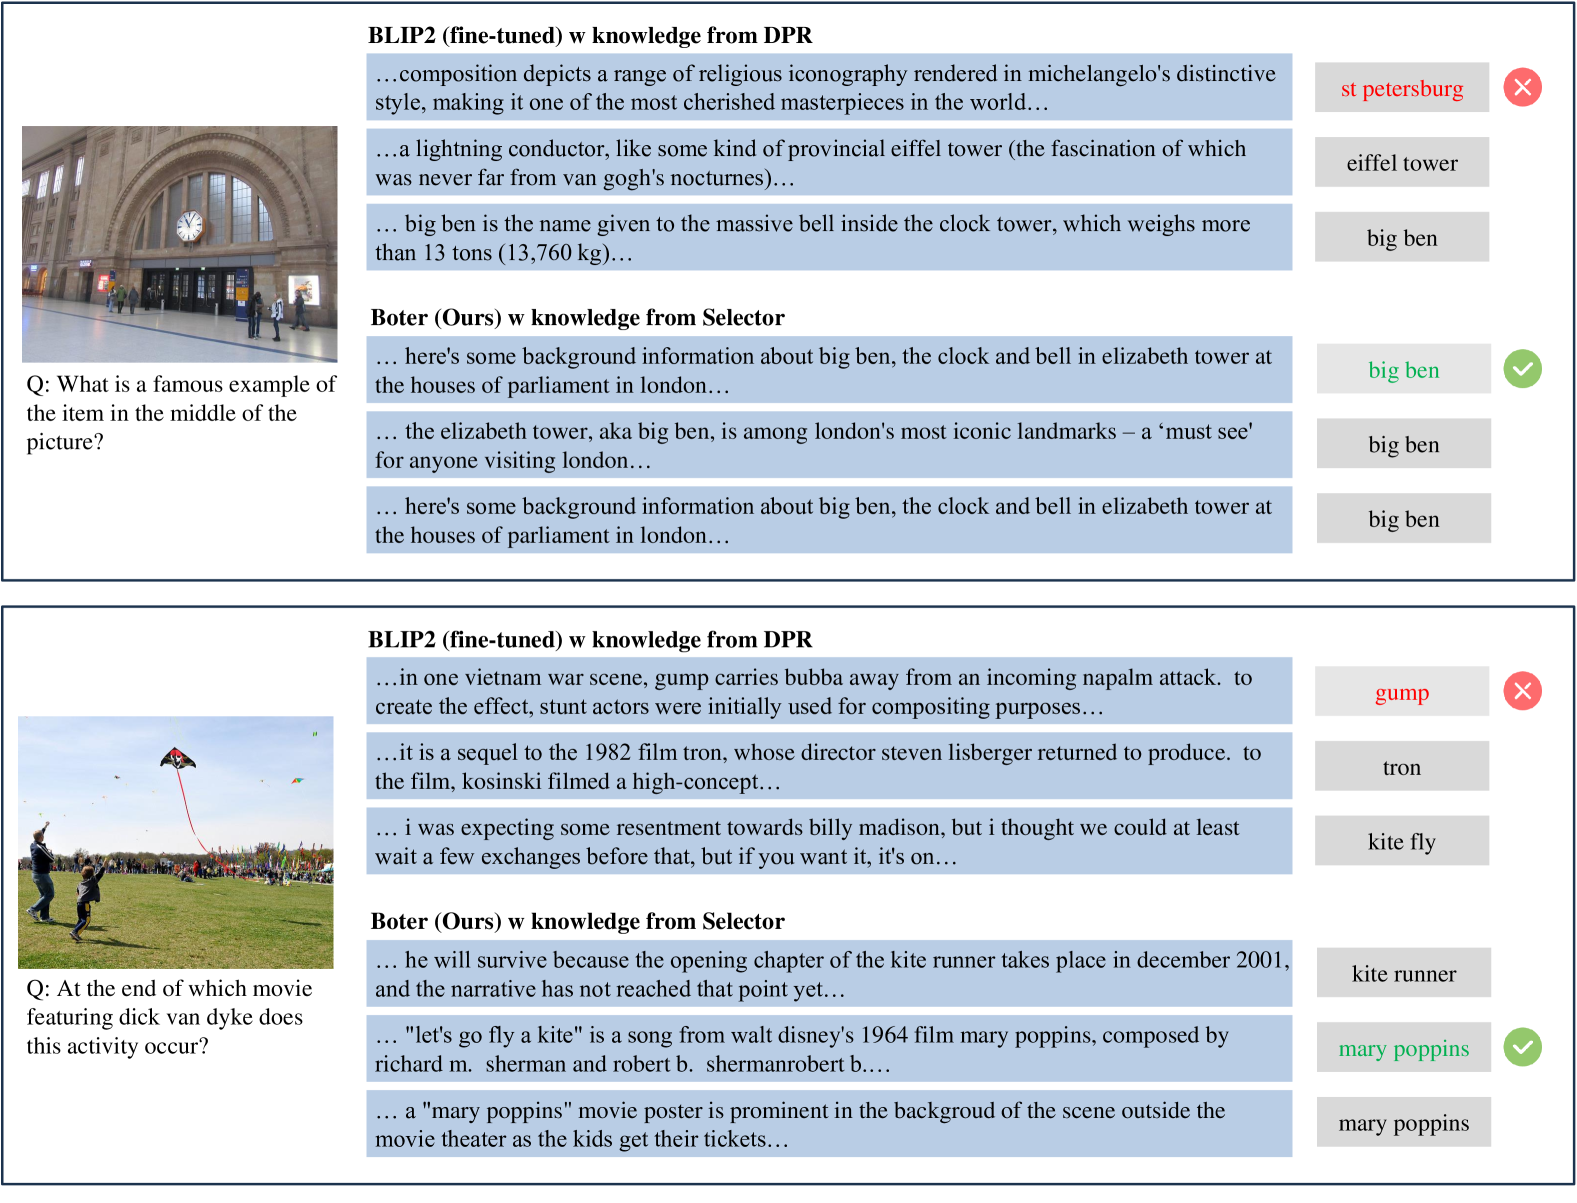 BLIP2 (fine-tuned) w knowledge from DPR
…composition depicts a range of religious iconography rendered in michelangelo's distinctive
style, making it one of the most cherished masterpieces in the world…
st petersburg
…a lightning conductor, like some kind of provincial eiffel tower (the fascination of which
was never far from van gogh's nocturnes)…
eiffel tower
… big ben is the name given to the massive bell inside the clock tower, which weighs more
than 13 tons (13,760 kg)…
big ben
Boter (Ours) w knowledge from Selector
… here's some background information about big ben, the clock and bell in elizabeth tower at
the houses of parliament in london…
big ben
… the elizabeth tower, aka big ben, is among london's most iconic landmarks – a ‘must see'
for anyone visiting london…
big ben
… here's some background information about big ben, the clock and bell in elizabeth tower at
the houses of parliament in london…
big ben
Q: What is a famous example of
the item in the middle of the
picture?
BLIP2 (fine-tuned) w knowledge from DPR
…in one vietnam war scene, gump carries bubba away from an incoming napalm attack.  to
create the effect, stunt actors were initially used for compositing purposes…
gump
…it is a sequel to the 1982 film tron, whose director steven lisberger returned to produce.  to
the film, kosinski filmed a high-concept…
tron
… i was expecting some resentment towards billy madison, but i thought we could at least
wait a few exchanges before that, but if you want it, it's on…
kite fly
Boter (Ours) w knowledge from Selector
… he will survive because the opening chapter of the kite runner takes place in december 2001,
and the narrative has not reached that point yet…
kite runner
… "let's go fly a kite" is a song from walt disney's 1964 film mary poppins, composed by
richard m.  sherman and robert b.  shermanrobert b.…
mary poppins
… a "mary poppins" movie poster is prominent in the backgroud of the scene outside the
movie theater as the kids get their tickets…
mary poppins
Q: At the end of which movie
featuring dick van dyke does
this activity occur?